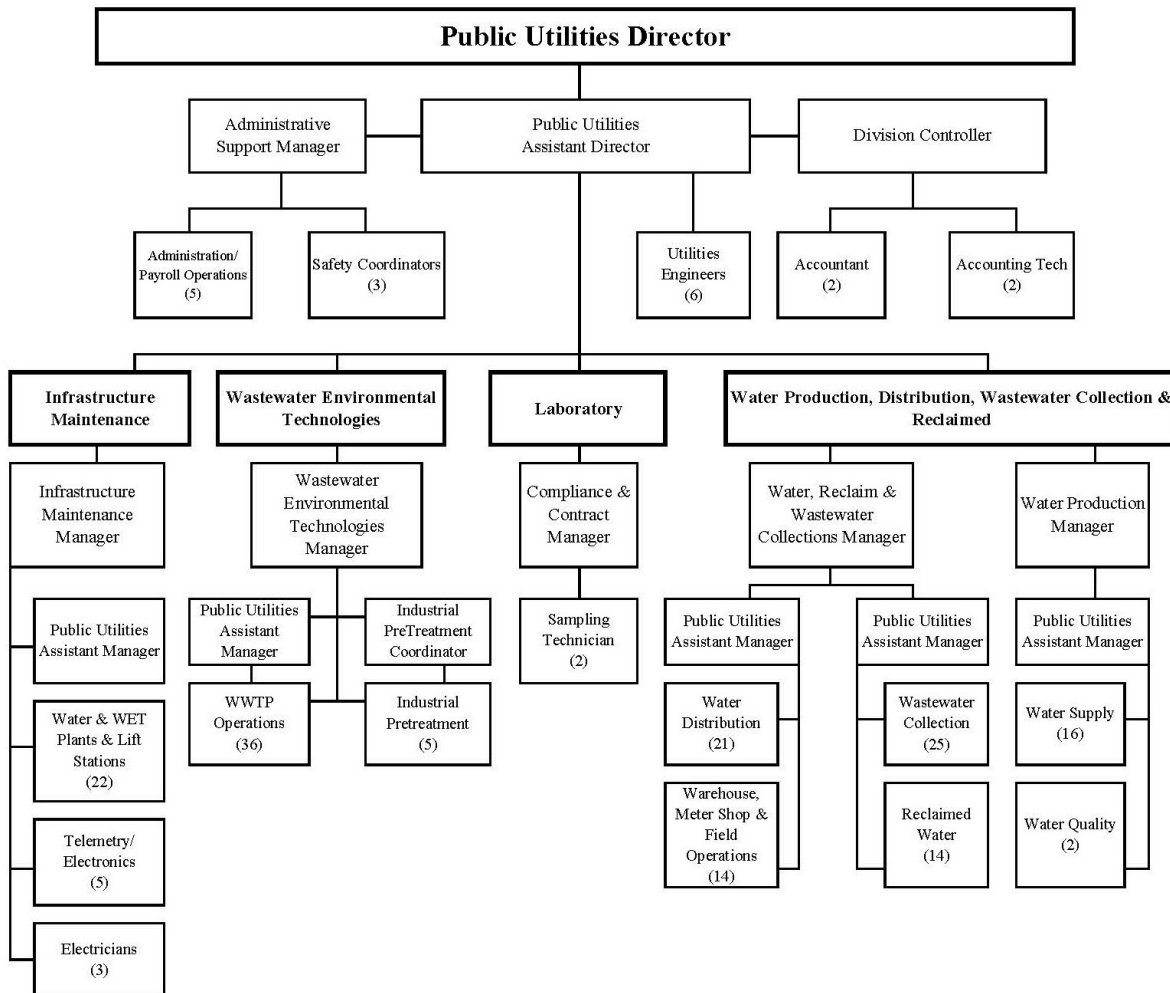 Public Utilities Director
Administrative
Support Manager
Public Utilities
Assistant Director
Division Controller
Administration/
Payroll Operations
(5)
Safety Coordinators
(3)
Utilities
Engineers
(6)
Accountant
(2)
Accounting Tech
(2)
Infrastructure
Maintenance
Wastewater Environmental
Technologies
Laboratory
Water Production, Distribution, Wastewater Collection &
Reclaimed
Infrastructure
Maintenance
Manager
Wastewater
Environmental
Technologies
Manager
Compliance &
Contract
Manager
Water, Reclaim &
Wastewater
Collections Manager
Water Production
Manager
Public Utilities
Assistant Manager
Public Utilities
Assistant
Manager
Industrial
PreTreatment
Coordinator
Sampling
Technician
(2)
Public Utilities
Assistant Manager
Public Utilities
Assistant Manager
Public Utilities
Assistant Manager
Water & WET
Plants & Lift
Stations
(22)
WWTP
Operations
(36)
Industrial
Pretreatment
(5)
Water
Distribution
(21)
Wastewater
Collection
(25)
Water Supply
(16)
Telemetry/
Electronics
(5)
Warehouse,
Meter Shop &
Field
Operations
(14)
Reclaimed
Water
(14)
Water Quality
(2)
Electricians
(3)